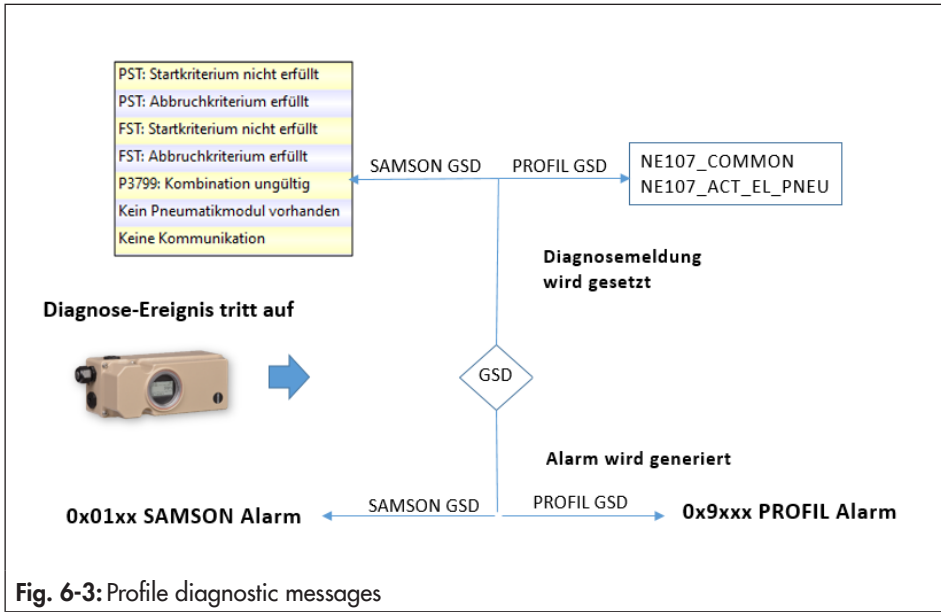 PST: Startkriterium nicht erfüllt
PST: Abbruchkriterium erfüllt
FST: Startkriterium nicht erfüllt
FST: Abbruchkriterium erfüllt
P3799: Kombination ungültig
Kein Pneumatikmodul vorhanden
Keine Kommunikation
SAMSON GSD
PROFIL GSD
NE107_COMMON
NE107_ACT_EL_PNEU
Diagnosemeldung
wird gesetzt
Diagnose-Ereignis tritt auf
GSD
Alarm wird generiert
SAMSON GSD
PROFIL GSD
0x01xx SAMSON Alarm
0x9xxx PROFIL Alarm
Fig. 6-3: Profile diagnostic messages